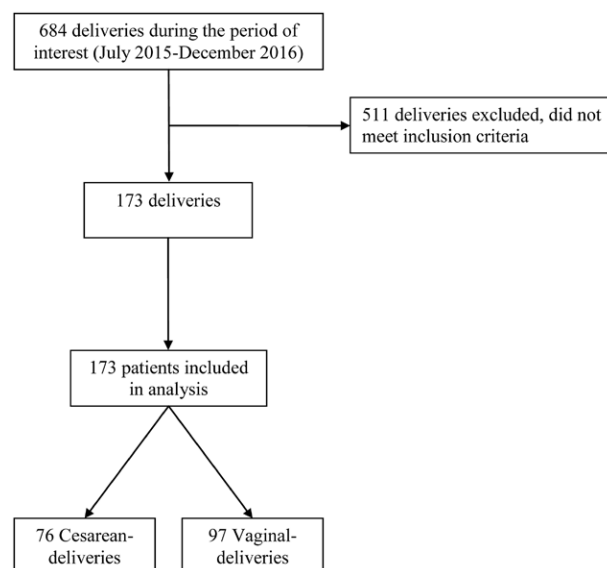 684 deliveries during the period of
interest (July 2015-December 2016)
511 deliveries excluded, did not
meet inclusion criteria
173 deliveries
173 patients included
in analysis
76 Cesarean-
deliveries
97 Vaginal-
deliveries